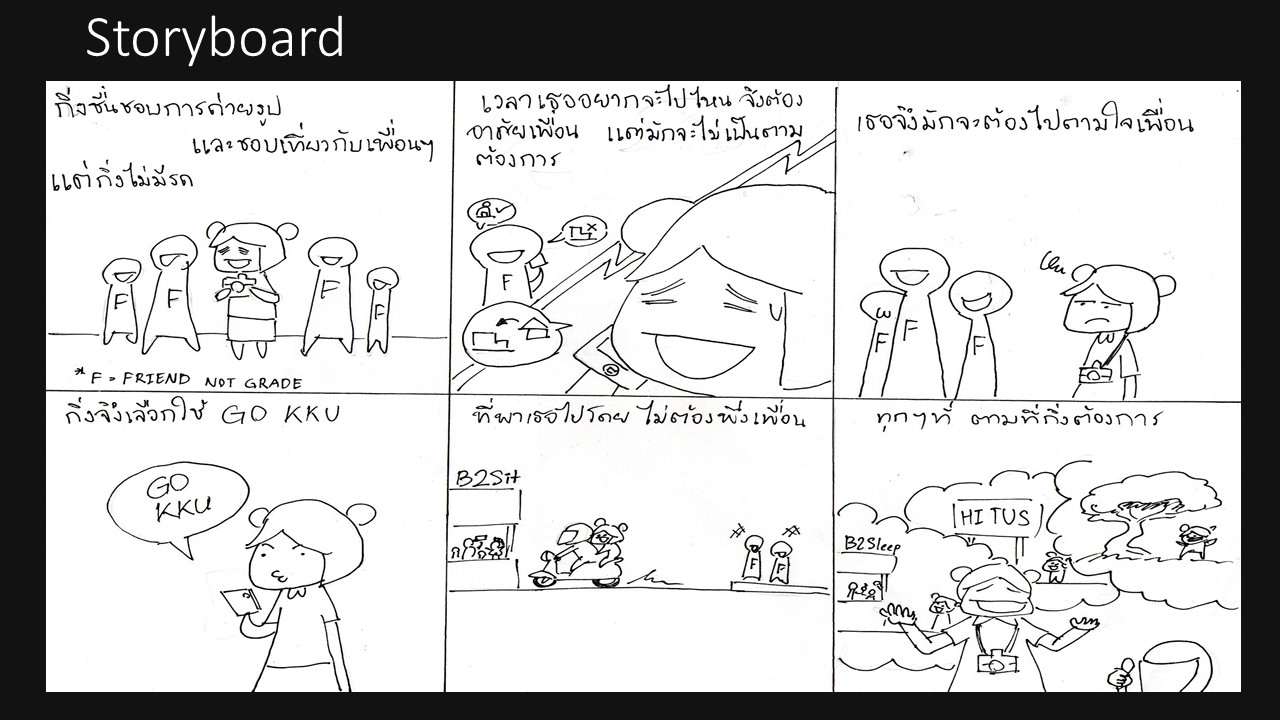 Storyboard
กิ่งชื่นชอบการถ่ายรูป
และชอบเที่ยวกับเพื่อนๆ
แต่กิ่งไม่มีรถ
F
F
F
F
*F = FRIEND NOT GRADE
เวลาเธออยากจะไปไหน จึงต้อง
อาศัยเพื่อน แต่มักจะไม่เป็นตาม
ต้องการ
F
เธอจึงมักจะต้องไปตามใจเพื่อน
F
F
F
กิ่งจึงเลือกใช้ GO KKU
GO
KKU
ที่พาเธอไปโดย ไม่ต้องพึ่งเพื่อน
B2Sit
F
F
ทุกๆที่ ตามที่กิ่งต้องการ
HI TUS
B2Sleep